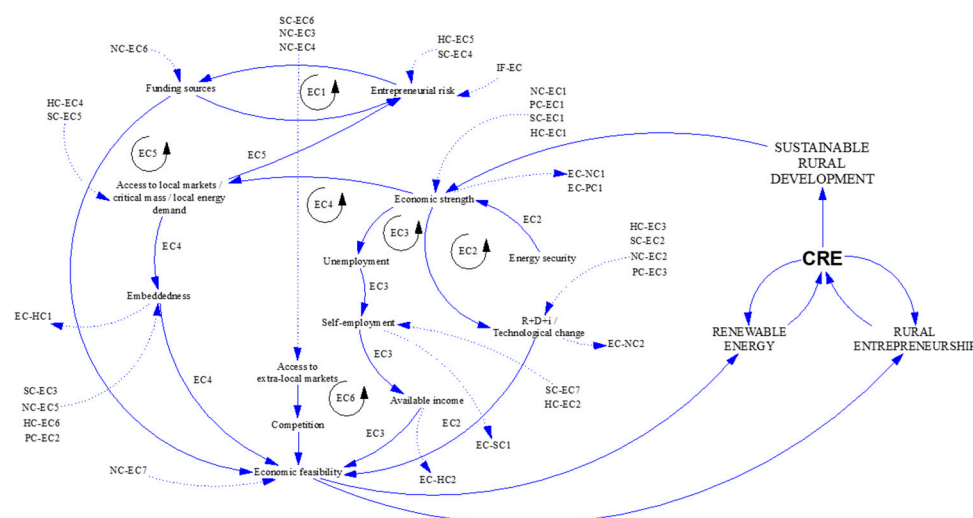 SC-EC6
NC-EC3
NC-EC4
NC-EC6
HC-EC5
SC-EC4
IF-EC
Funding sources
EC1
Entrepreneurial risk
NC-EC1
PC-EC1
SC-EC1
HC-EC1
HC-EC4
SC-EC5
EC5
EC5
SUSTAINABLE
RURAL
DEVELOPMENT
Access to local markets /
critical mass / local energy
demand
EC-NC1
EC-PC1
Economic strength
EC4
EC3
EC2
EC2
HC-EC3
SC-EC2
NC-EC2
PC-EC3
EC4
Unemployment
Energy security
CRE
EC3
Embeddedness
EC-HC1
Self-employment
R+D+i /
Technological change
EC-NC2
RENEWABLE
ENERGY
RURAL
ENTREPRENEURSHIP
EC3
Access to
extra-local markets
EC4
SC-EC3
NC-EC5
HC-EC6
PC-EC2
EC6
Available income
SC-EC7
HC-EC2
Competition
EC3
EC2
EC-SC1
NC-EC7
Economic feasibility
EC-HC2